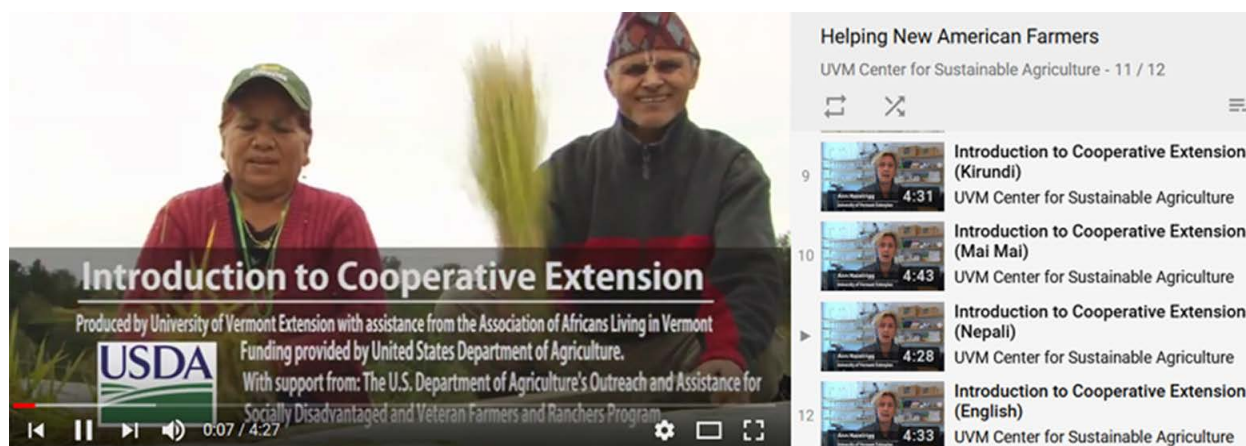 Introduction to Cooperative Extension
Produced by University of Vermont Extension with assistance from the Association of Africans Living in Vermont
USDA
Funding provided by United States Department of Agriculture.
With support from: The U.S. Department of Agriculture's Outreach and Assistance for
Socially Disadvantaged and Veteran Farmers and Ranchers Program
0:07 / 4:27
Helping New American Farmers
UVM Center for Sustainable Agriculture - 11 / 12
9
4:31
Introduction to Cooperative Extension
(Kirundi)
UVM Center for Sustainable Agriculture
10
4:43
Introduction to Cooperative Extension
(Mai Mai)
UVM Center for Sustainable Agriculture
4:28
Introduction to Cooperative Extension
(Nepali)
UVM Center for Sustainable Agriculture
12
4:33
Introduction to Cooperative Extension
(English)
UVM Center for Sustainable Agriculture